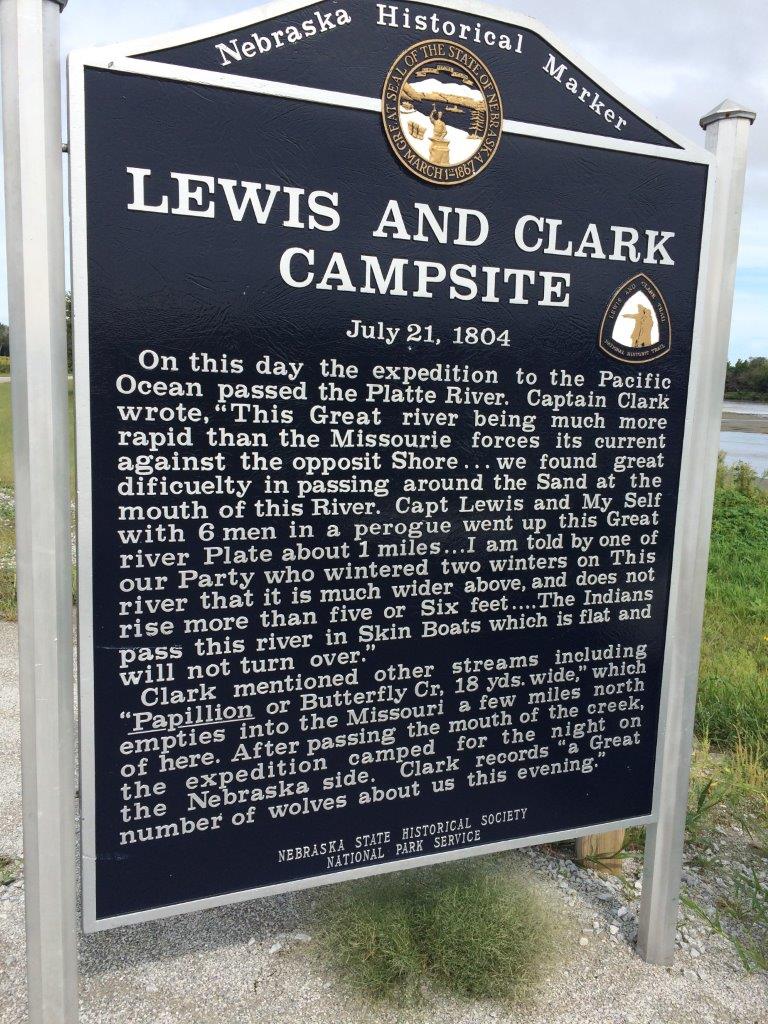 Nebraska Historical Marker
GREAT SEAL OF THE STATE OF NEBRASKA
MARCH 1ST 1867
LEWIS AND CLARK
CAMPSITE
July 21, 1804
LEWIS AND CLARK TRAIL
NATIONAL HISTORIC TRAIL
On this day the expedition to the Pacific
Ocean passed the Platte River. Captain Clark
wrote, "This Great river being much more
rapid than the Missourie forces its current
against the opposit Shore... we found great
dificuelty in passing around the Sand at the
mouth of this River. Capt Lewis and My Self
with 6 men in a perogue went up this Great
river Plate about 1 miles...I am told by one of
our Party who wintered two winters on This
river that it is much wider above, and does not
rise more than five or Six feet....The Indians
pass this river in Skin Boats which is flat and
will not turn over."
Clark mentioned other streams including
"Papillion or Butterfly Cr, 18 yds. wide," which
empties into the Missouri a few miles north
of here. After passing the mouth of the creek,
the expedition camped for the night on
the Nebraska side. Clark records "a Great
number of wolves about us this evening."
NEBRASKA STATE HISTORICAL SOCIETY
NATIONAL PARK SERVICE